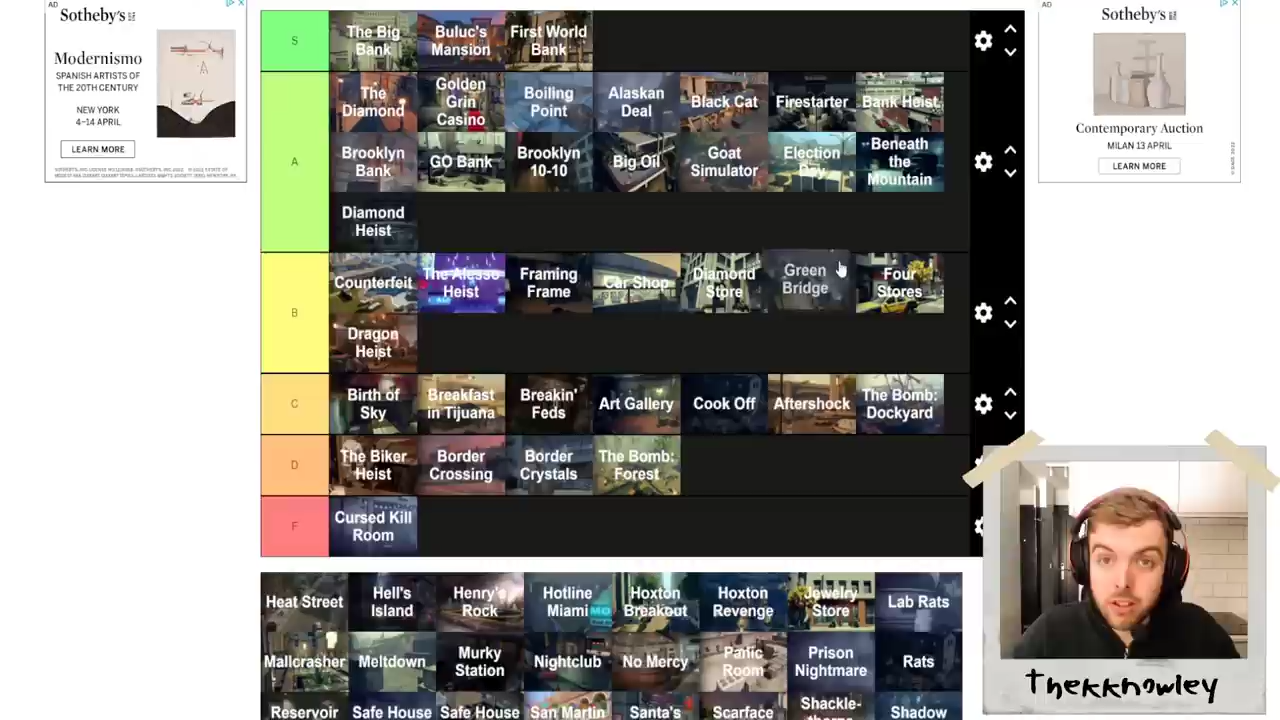 AD
Sotheby's
Modernismo
SPANISH ARTISTS OF
THE 20TH CENTURY
NEW YORK
4–14 APRIL
LEARN MORE
S
The Big
Bank
Buluc's
Mansion
First World
Bank
A
The
Diamond
Golden
Grin
Casino
Boiling
Point
Alaskan
Deal
Black Cat
Firestarter
Bank Heist
Brooklyn
Bank
GO Bank
Brooklyn
10-10
Big Oil
Goat
Simulator
Election
Day
Beneath
the
Mountain
Diamond
Heist
B
Counterfeit
The Alesso
Heist
Framing
Frame
Car Shop
Diamond
Store
Green
Bridge
Four
Stores
Dragon
Heist
C
Birth of
Sky
Breakfast
in Tijuana
Breakin'
Feds
Art Gallery
Cook Off
Aftershock
The Bomb:
Dockyard
D
The Biker
Heist
Border
Crossing
Border
Crystals
The Bomb:
Forest
F
Cursed Kill
Room
Heat Street
Hell's
Island
Henry's
Rock
Hotline
Miami
Hoxton
Breakout
Hoxton
Revenge
Jewelry
Store
Lab Rats
Mallcrasher
Meltdown
Murky
Station
Nightclub
No Mercy
Panic
Room
Prison
Nightmare
Rats
Reservoir
Safe House
Safe House
San Martin
Santa's
Scarface
Shackle-
Shadow
AD
Sotheby's
Contemporary Auction
MILAN 13 APRIL
LEARN MORE
Thekknowley